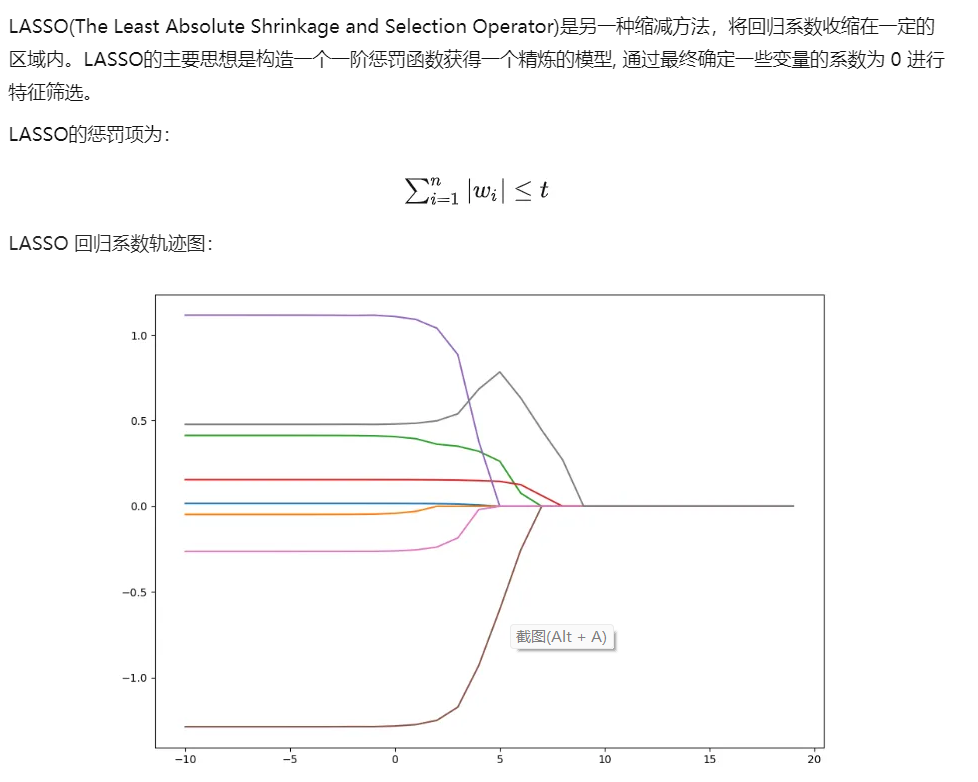 LASSO(The Least Absolute Shrinkage and Selection Operator)是另一种缩减方法，将回归系数收缩在一定的
区域内。LASSO的主要思想是构造一个一阶惩罚函数获得一个精炼的模型, 通过最终确定一些变量的系数为 0 进行
特征筛选。
LASSO的惩罚项为：
∑ⁿᵢ₌₁ |wᵢ| ≤ t
LASSO 回归系数轨迹图：
1.0
0.5
0.0
−0.5
截图(Alt + A)
−1.0
−10 −5 0 5 10 15 20